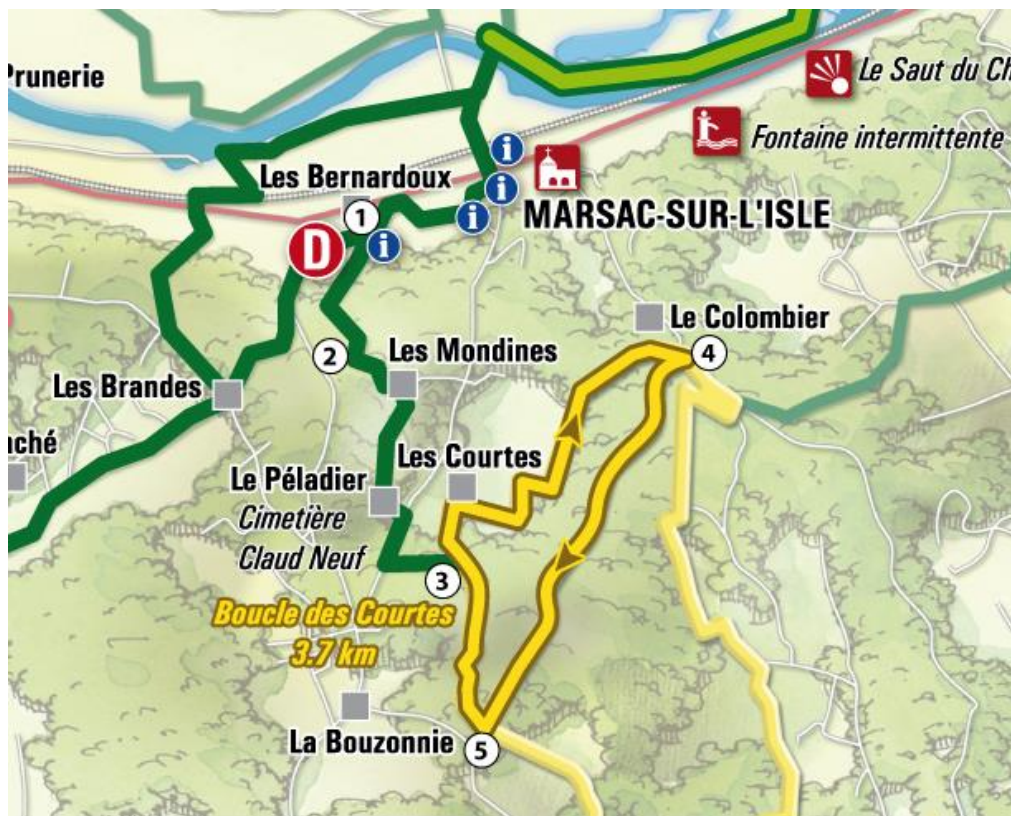 Prunerie
Le Saut du Ch
Fontaine intermittente
i
Les Bernardoux
i
1
i
MARSAC-SUR-L'ISLE
D
i
Le Colombier
2
Les Mondines
4
Les Brandes
aché
Les Courtes
Le Péladier
Cimetière
Claud Neuf
3
Boucle des Courtes
3.7 km
La Bouzonnie
5